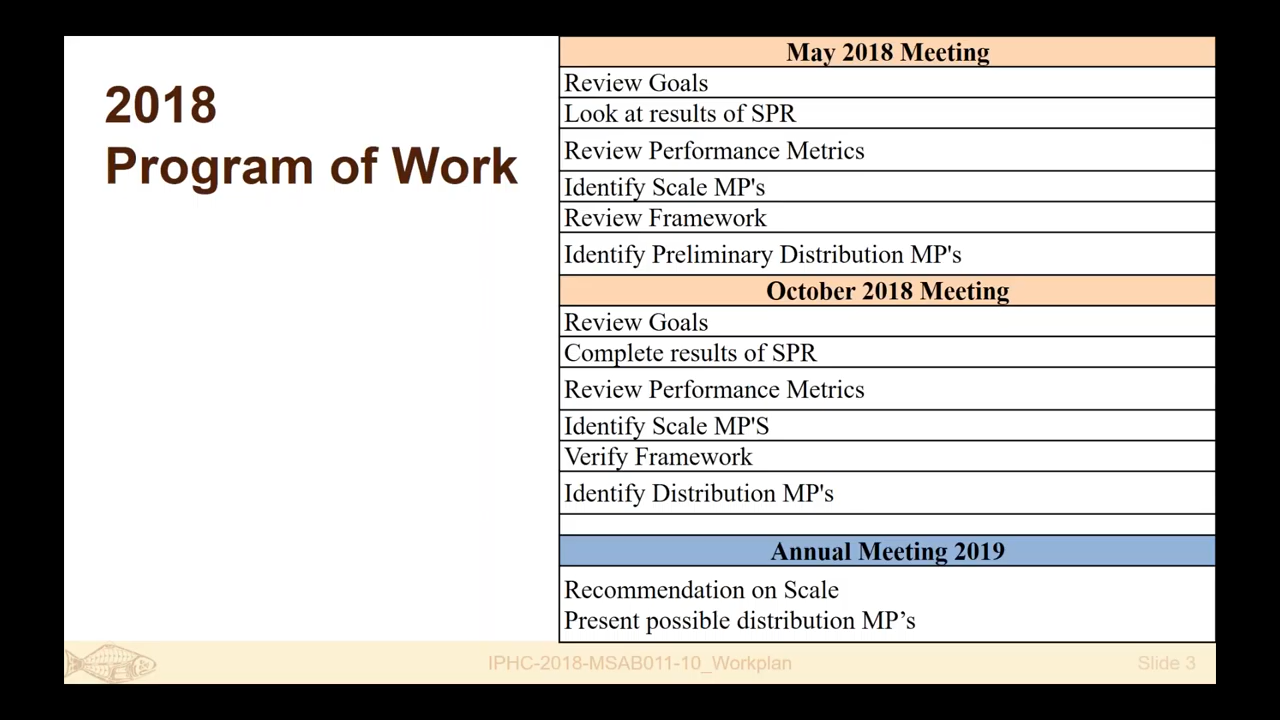 2018
Program of Work
May 2018 Meeting
Review Goals
Look at results of SPR
Review Performance Metrics
Identify Scale MP's
Review Framework
Identify Preliminary Distribution MP's
October 2018 Meeting
Review Goals
Complete results of SPR
Review Performance Metrics
Identify Scale MP'S
Verify Framework
Identify Distribution MP's
Annual Meeting 2019
Recommendation on Scale
Present possible distribution MP’s
IPHC-2018-MSAB011-10_Workplan
Slide 3